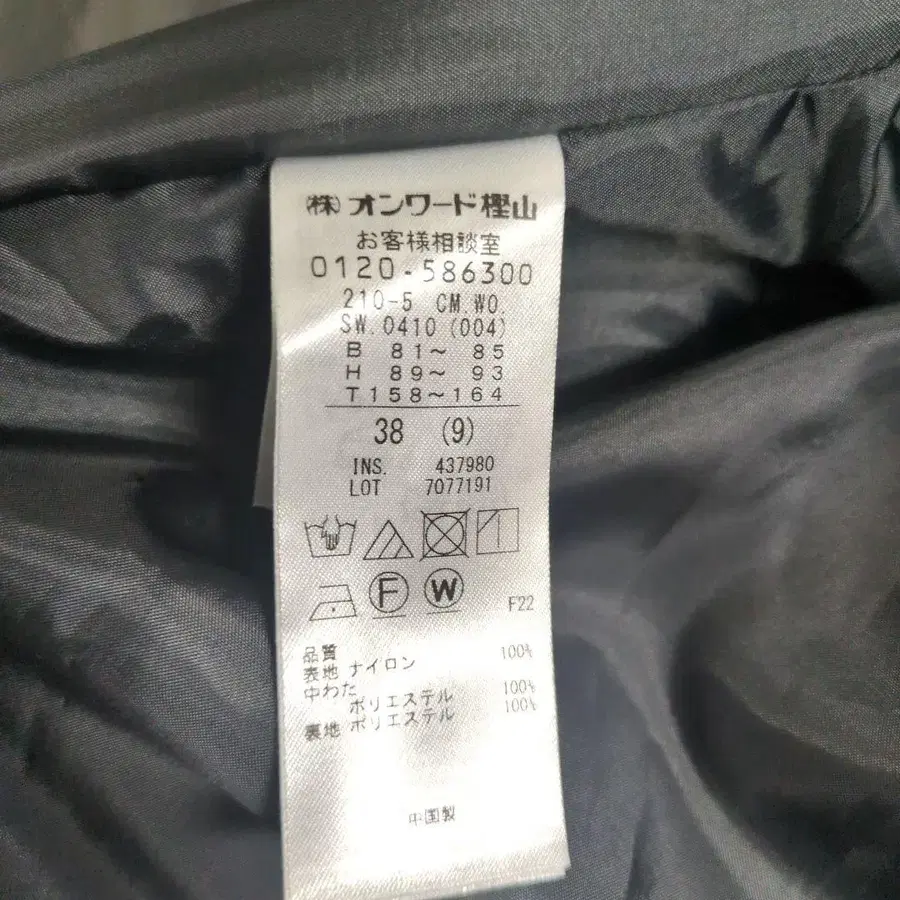 ㈱オンワード樫山
お客様相談室
0120-586300
210-5 CM.WO.
SW.0410 (004)
B 81～ 85
H 89～ 93
T158～164
38 (9)
INS. 437980
LOT 7077191
F W F22
品質
表地 ナイロン 100%
中わた
ポリエステル 100%
裏地 ポリエステル 100%
中国製